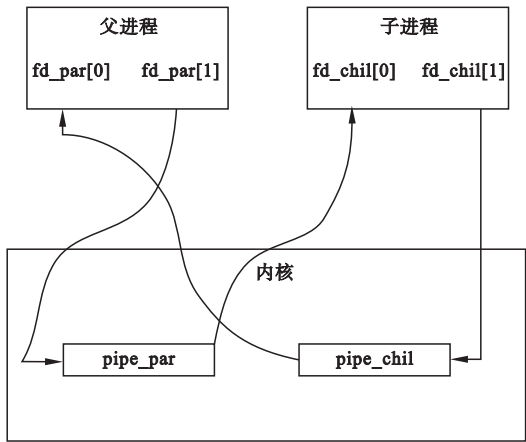 父进程
fd_par[0] fd_par[1]
子进程
fd_chil[0] fd_chil[1]
内核
pipe_par
pipe_chil